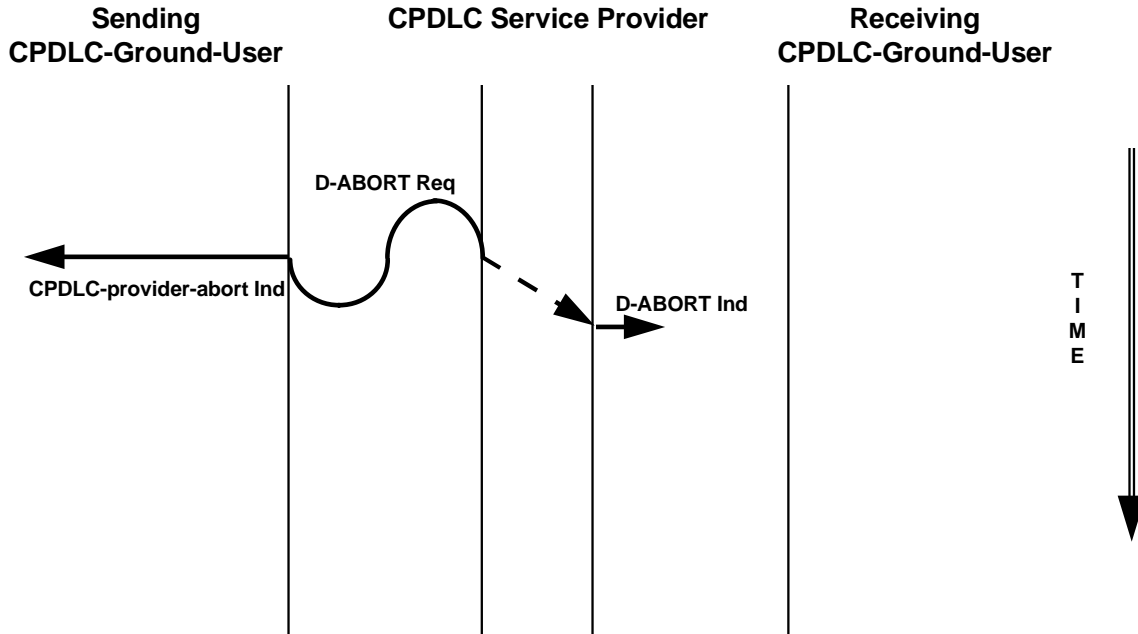 Sending
CPDLC-Ground-User
CPDLC Service Provider
Receiving
CPDLC-Ground-User
D-ABORT Req
CPDLC-provider-abort Ind
D-ABORT Ind
T
I
M
E